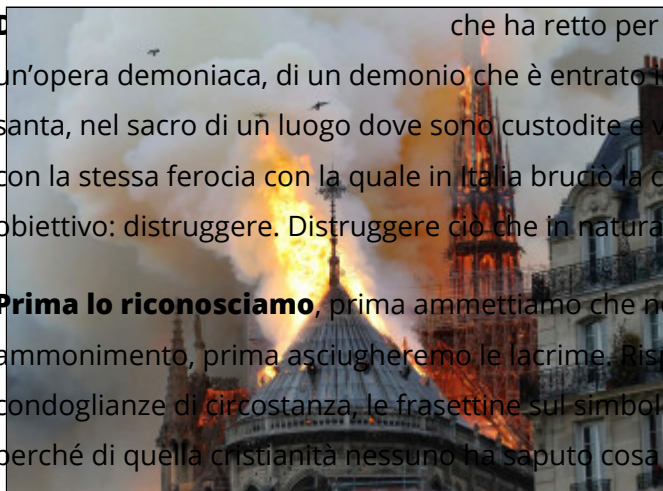 che ha retto per
un’opera demoniaca, di un demonio che è entrato
santa, nel sacro di un luogo dove sono custodite e
con la stessa ferocia con la quale in Italia bruciò la
obiettivo: distruggere. Distruggere ciò che in natura
Prima lo riconosciamo, prima ammettiamo che
ammonimento, prima asciugheremo le lacrime.
condoglianze di circostanza, le frasettine sul
perché di quella cristianità nessuno ha saputo cosa